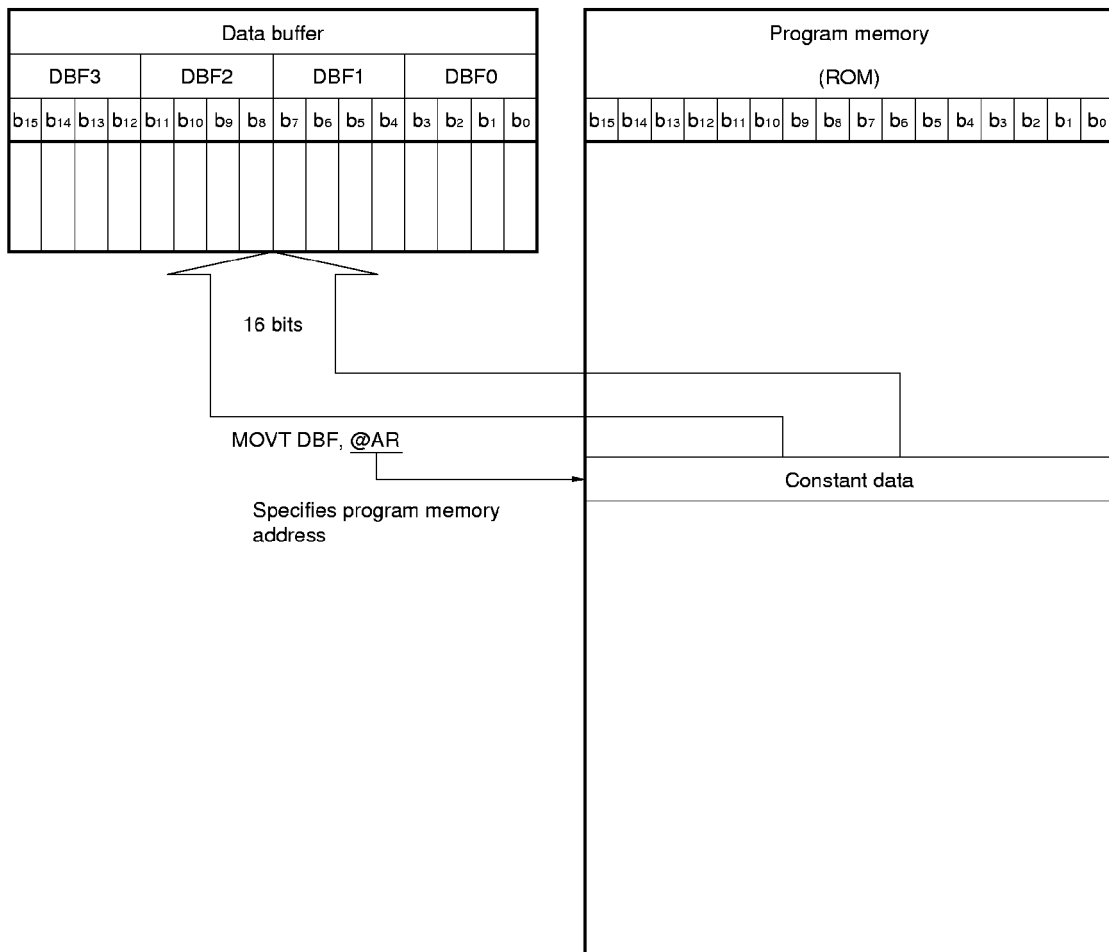 Data buffer
DBF3 DBF2 DBF1 DBF0
b15 b14 b13 b12 b11 b10 b9 b8 b7 b6 b5 b4 b3 b2 b1 b0
16 bits
MOVT DBF, @AR
Specifies program memory
address
Program memory
(ROM)
b15 b14 b13 b12 b11 b10 b9 b8 b7 b6 b5 b4 b3 b2 b1 b0
Constant data